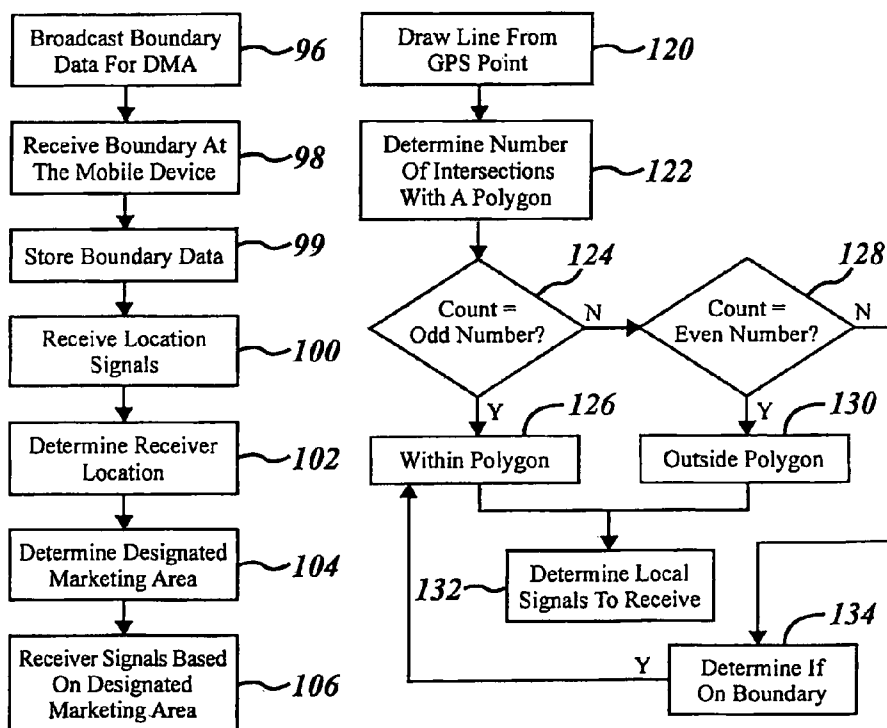 Broadcast Boundary
Data For DMA
96
Receive Boundary At
The Mobile Device
98
Store Boundary Data
99
Receive Location
Signals
100
Determine Receiver
Location
102
Determine Designated
Marketing Area
104
Receiver Signals Based
On Designated
Marketing Area
106
Draw Line From
GPS Point
120
Determine Number
Of Intersections
With A Polygon
122
124
Count =
Odd Number?
N
Y
128
Count =
Even Number?
N
Y
126
Within Polygon
130
Outside Polygon
132
Determine Local
Signals To Receive
134
Determine If
On Boundary
Y